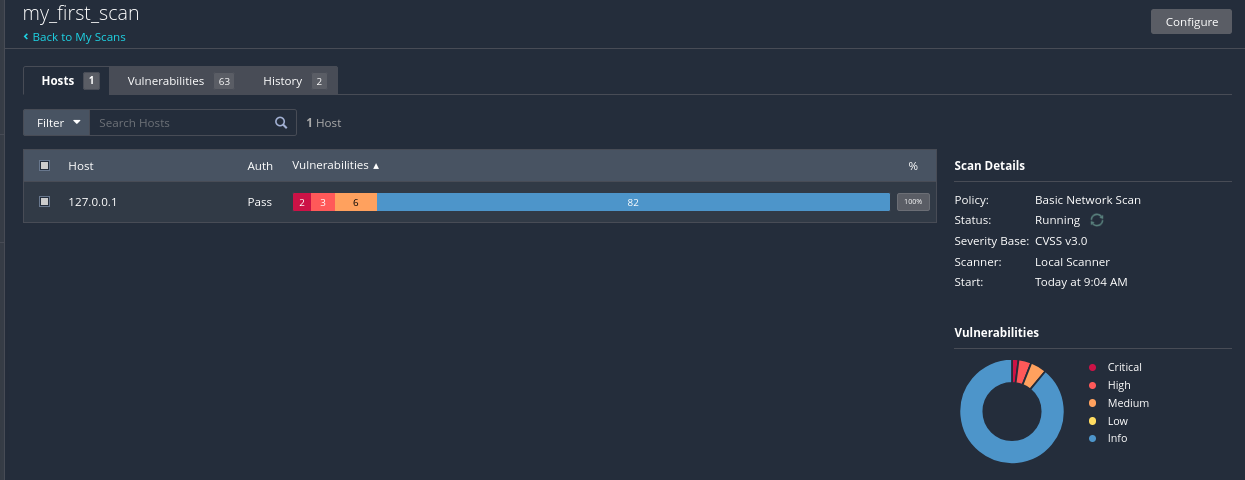 my_first_scan
Configure
‹ Back to My Scans
Hosts 1 Vulnerabilities 63 History 2
Filter Search Hosts 1 Host
Host Auth Vulnerabilities ▲ %
127.0.0.1 Pass 2 3 6 82 100%
Scan Details
Policy: Basic Network Scan
Status: Running
Severity Base: CVSS v3.0
Scanner: Local Scanner
Start: Today at 9:04 AM
Vulnerabilities
Critical
High
Medium
Low
Info